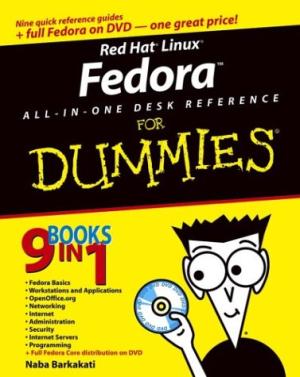 Nine quick reference guides
+ full Fedora on DVD — one great price!
Red Hat® Linux®
Fedora™
ALL-IN-ONE DESK REFERENCE
FOR
DUMMIES®
9 BOOKS
IN 1
• Fedora Basics
• Workstations and Applications
• OpenOffice.org
• Networking
• Internet
• Administration
• Security
• Internet Servers
• Programming
+ Full Fedora Core distribution on DVD
Naba Barkakati